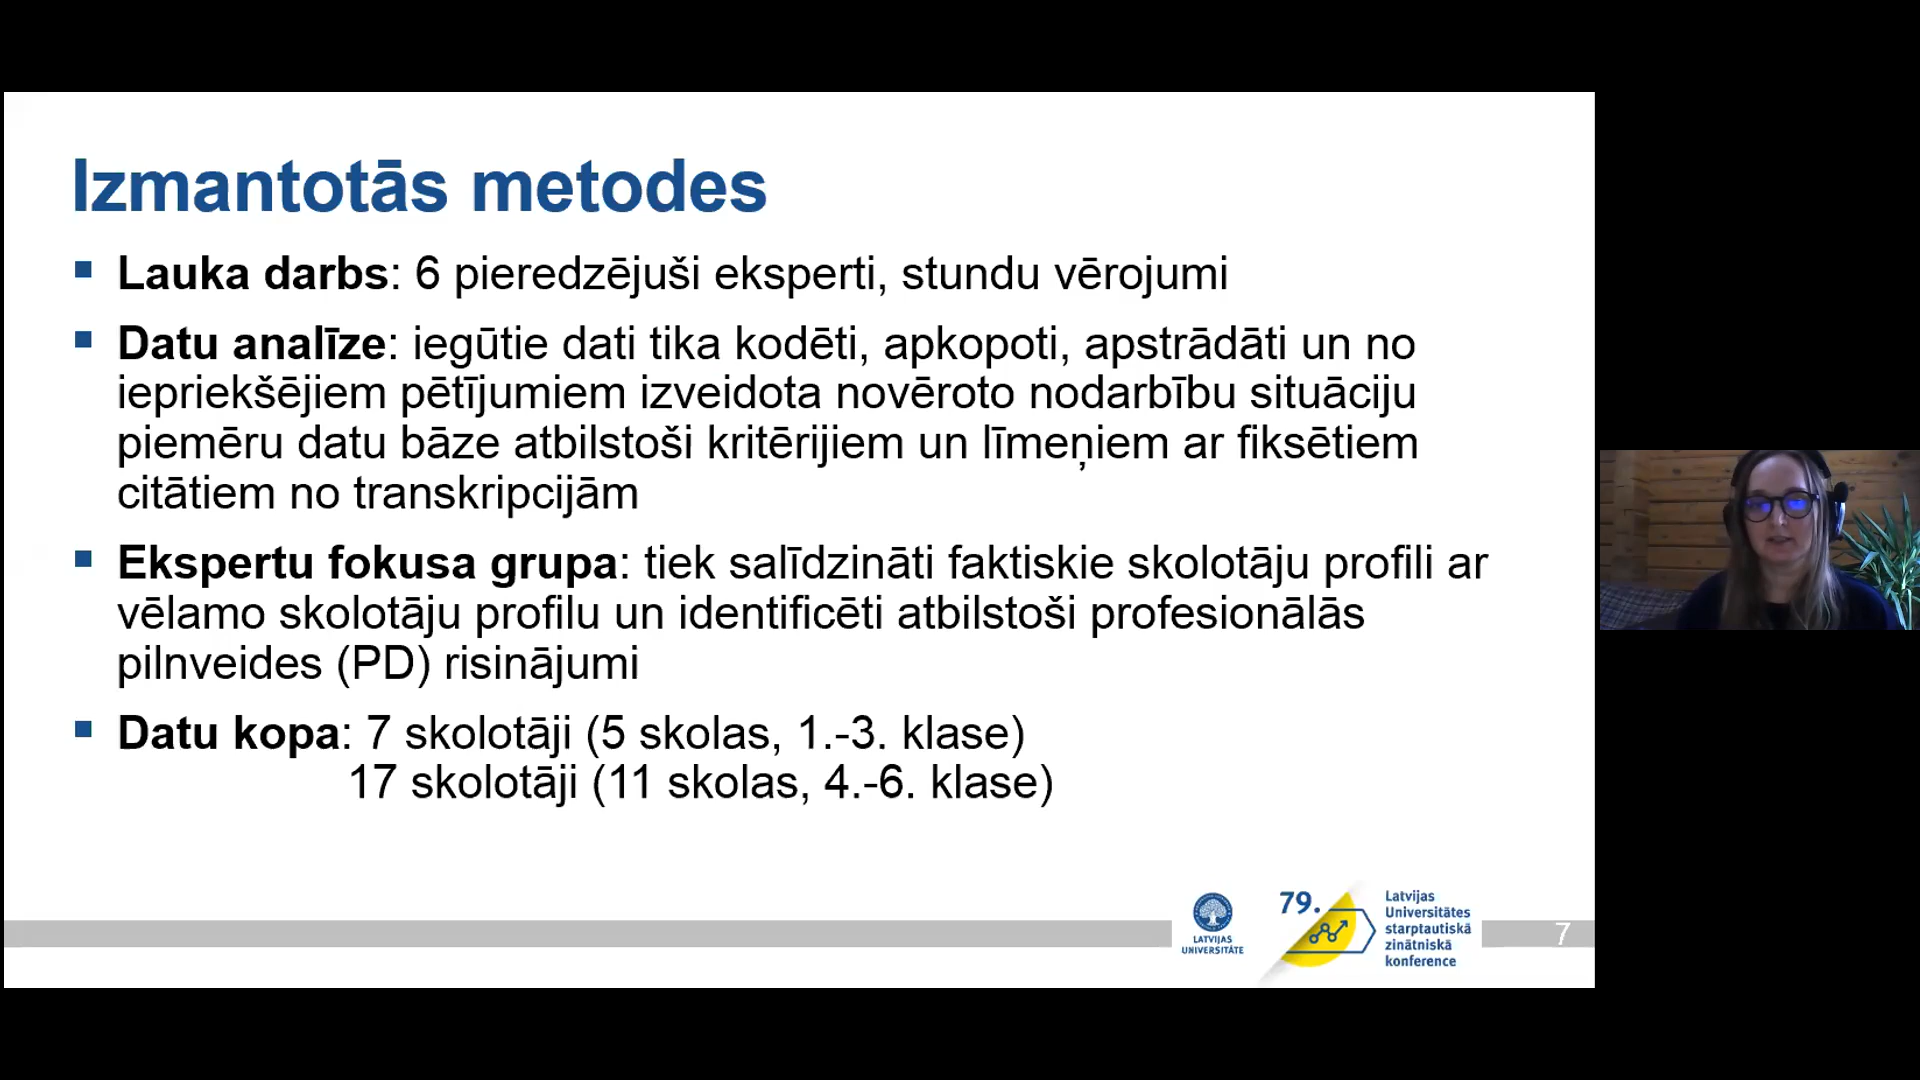 Izmantotās metodes
▪ Lauka darbs: 6 pieredzējuši eksperti, stundu vērojumi
▪ Datu analīze: iegūtie dati tika kodēti, apkopoti, apstrādāti un no
iepriekšējiem pētījumiem izveidota novēroto nodarbību situāciju
piemēru datu bāze atbilstoši kritērijiem un līmeņiem ar fiksētiem
citātiem no transkripcijām
▪ Ekspertu fokusa grupa: tiek salīdzināti faktiskie skolotāju profili ar
vēlamo skolotāju profilu un identificēti atbilstoši profesionālās
pilnveides (PD) risinājumi
▪ Datu kopa: 7 skolotāji (5 skolas, 1.-3. klase)
17 skolotāji (11 skolas, 4.-6. klase)
LATVIJAS
UNIVERSITĀTE
79.
Latvijas
Universitātes
starptautiskā
zinātniskā
konference
7